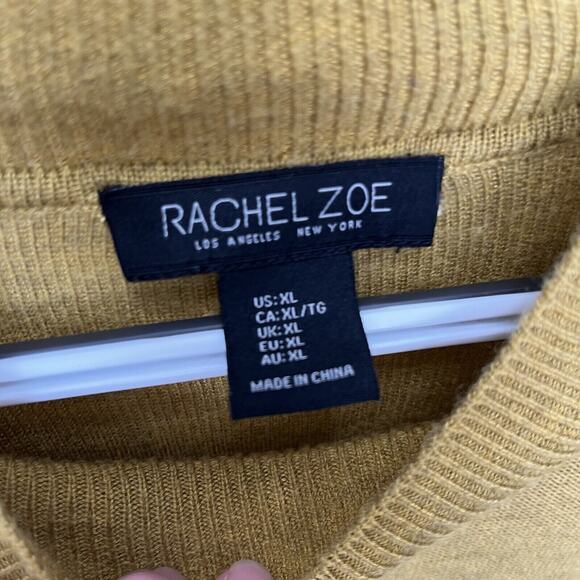 RACHEL ZOE
LOS ANGELES NEW YORK
US: XL
CA: XL/TG
UK: XL
EU: XL
AU: XL
MADE IN CHINA